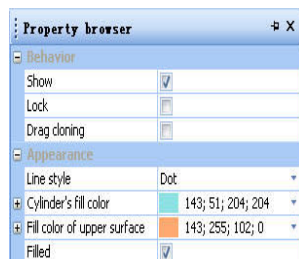 Property browser
Behavior
Show
Lock
Drag cloning
Appearance
Line style Dot
Cylinder's fill color 143; 51; 204; 204
Fill color of upper surface 143; 255; 102; 0
Filled